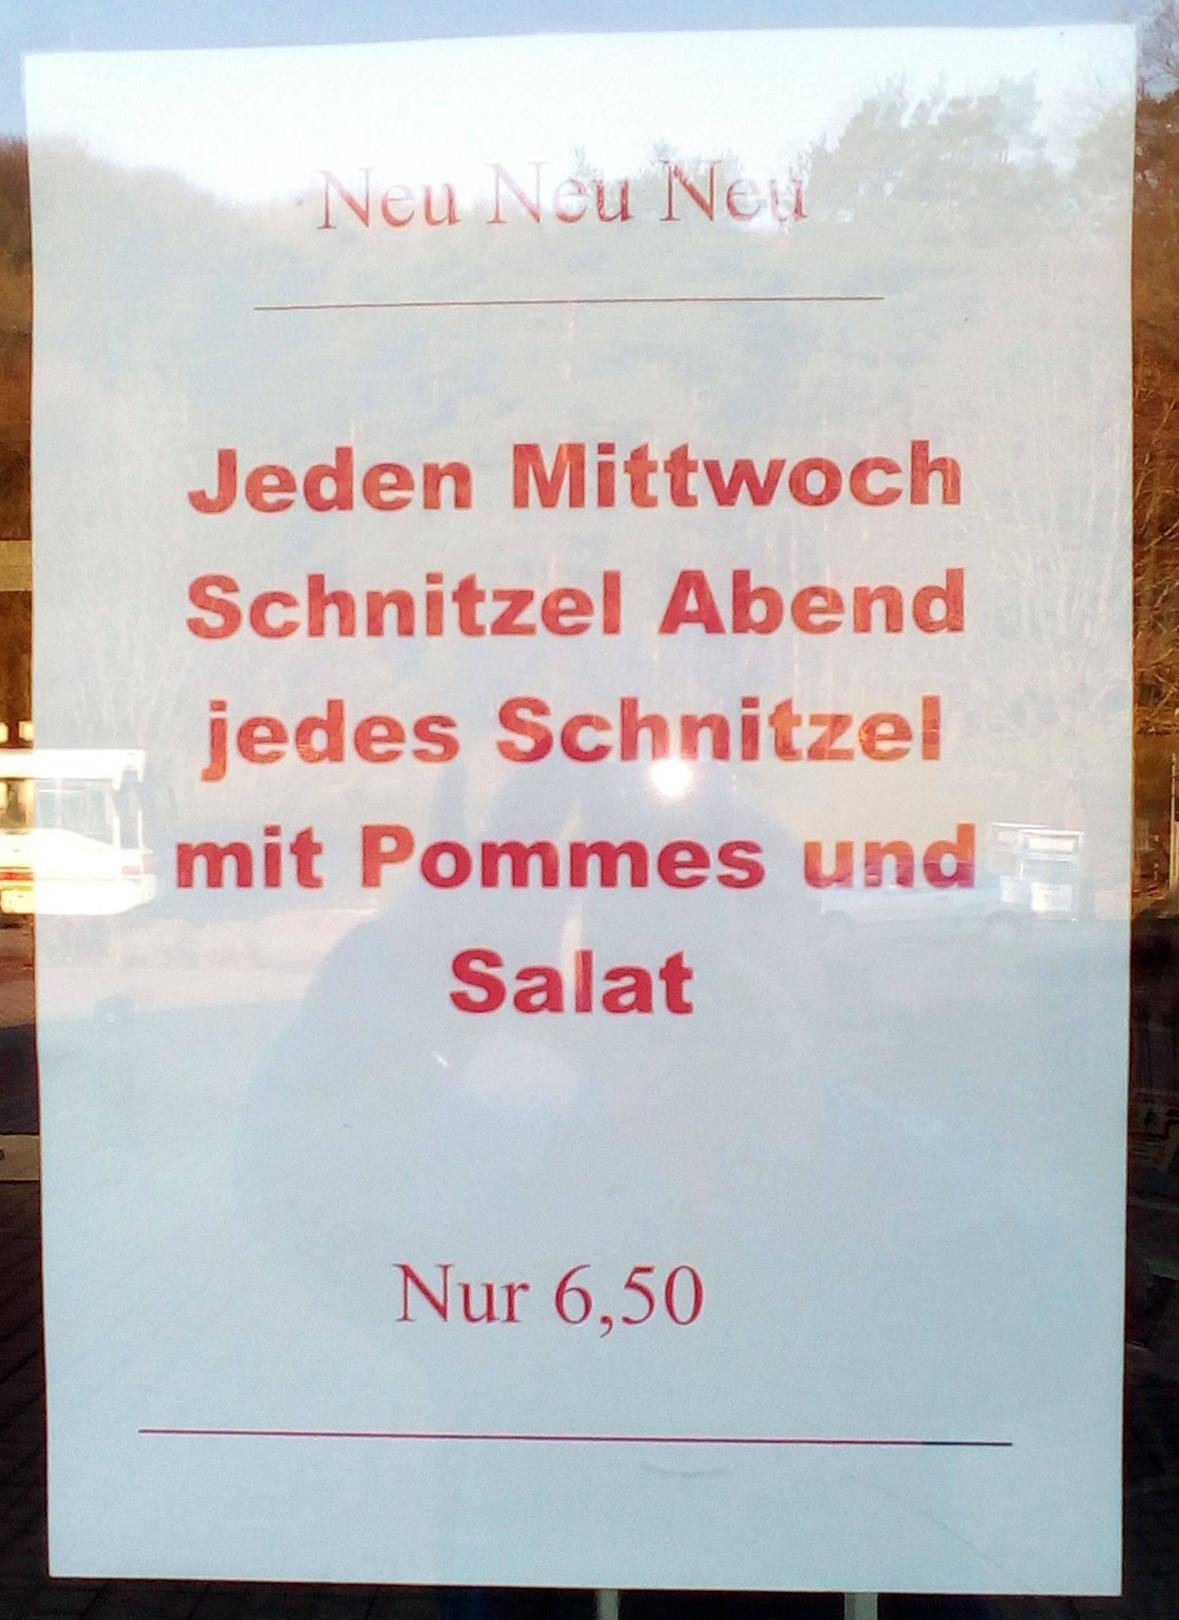 Neu Neu Neu
Jeden Mittwoch
Schnitzel Abend
jedes Schnitzel
mit Pommes und
Salat
Nur 6,50